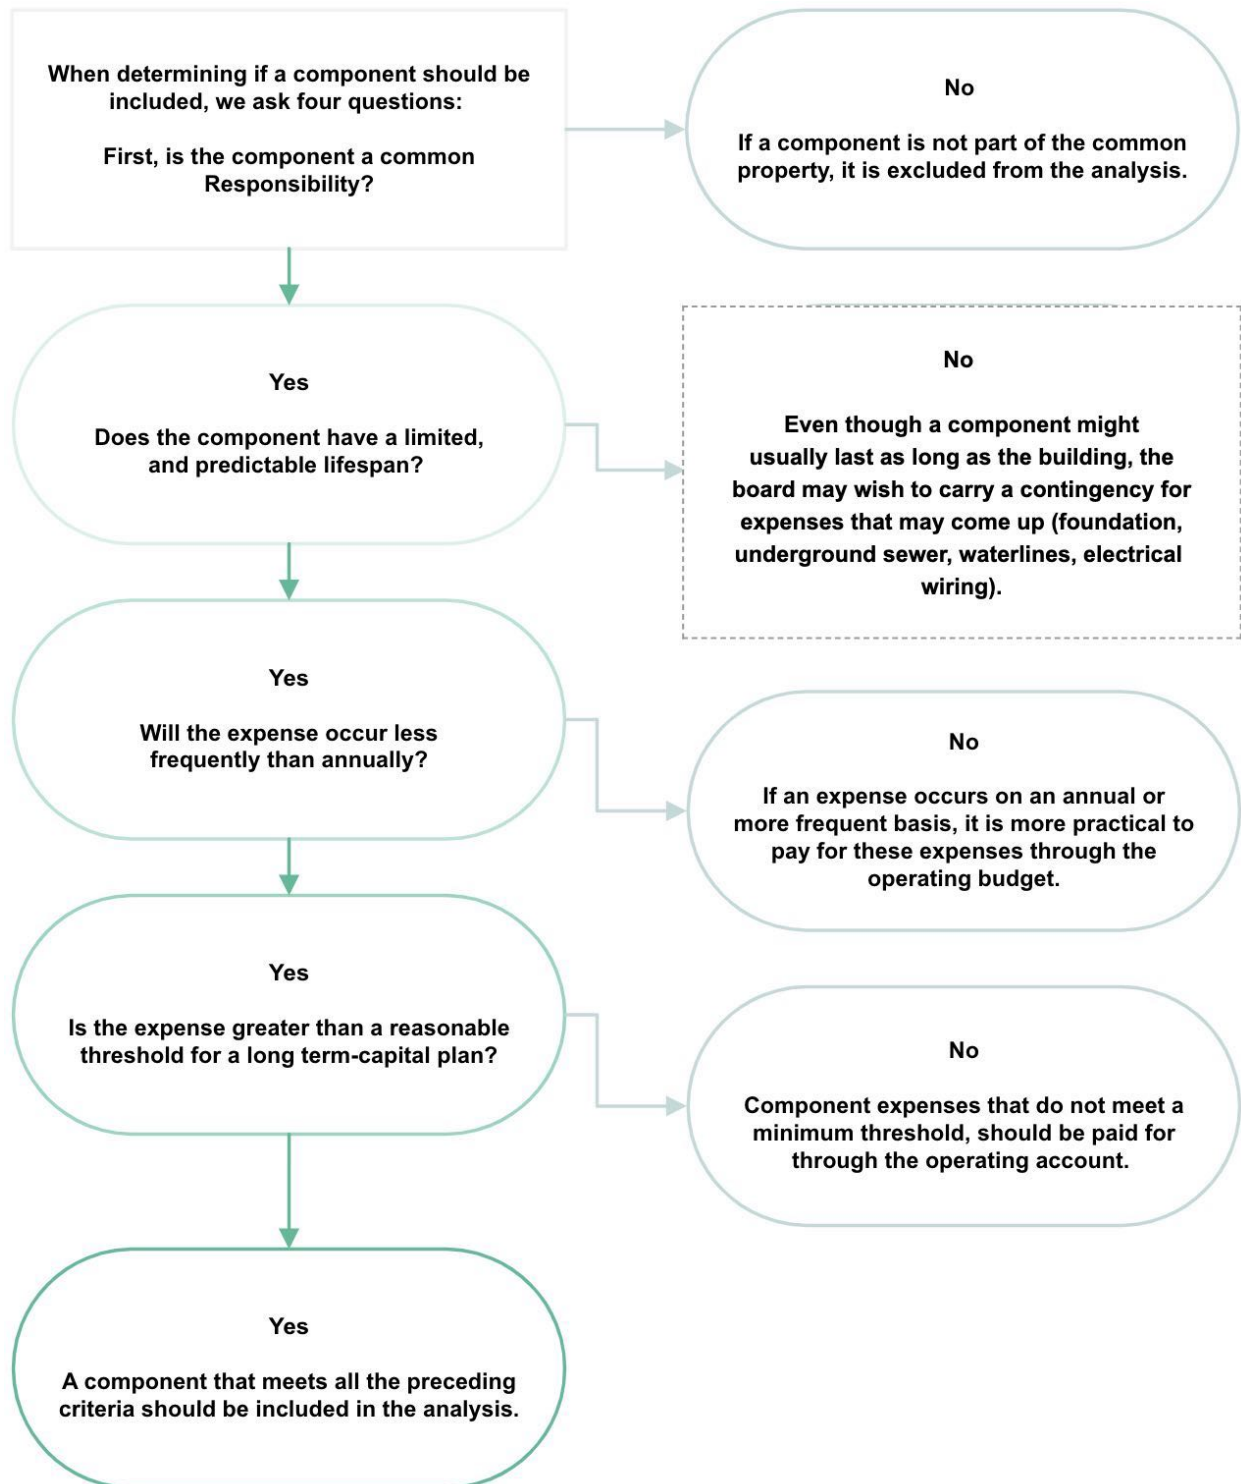 When determining if a component should be
included, we ask four questions:
First, is the component a common
Responsibility?
No
If a component is not part of the common
property, it is excluded from the analysis.
Yes
Does the component have a limited,
and predictable lifespan?
No
Even though a component might
usually last as long as the building, the
board may wish to carry a contingency for
expenses that may come up (foundation,
underground sewer, waterlines, electrical
wiring).
Yes
Will the expense occur less
frequently than annually?
No
If an expense occurs on an annual or
more frequent basis, it is more practical to
pay for these expenses through the
operating budget.
Yes
Is the expense greater than a reasonable
threshold for a long term-capital plan?
No
Component expenses that do not meet a
minimum threshold, should be paid for
through the operating account.
Yes
A component that meets all the preceding
criteria should be included in the analysis.